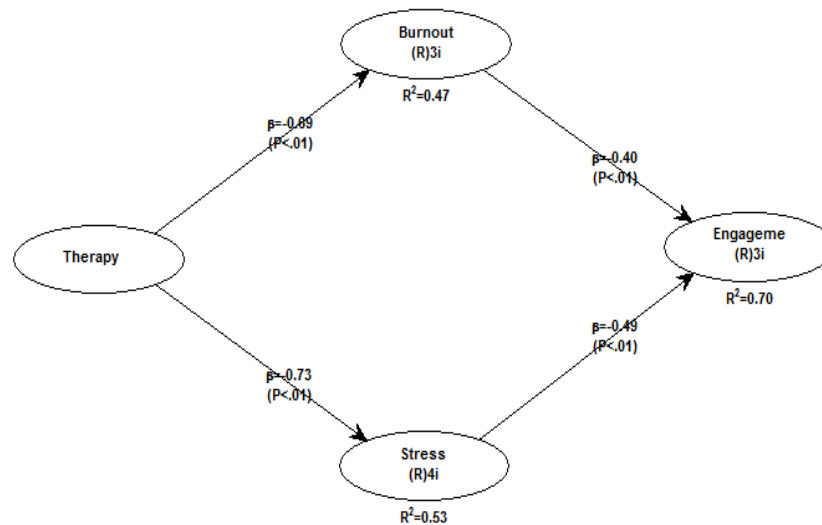 Burnout
(R)3i
R²=0.47
β=-0.69
(P<.01)
β=-0.40
(P<.01)
Therapy
Engageme
(R)3i
R²=0.70
β=-0.73
(P<.01)
β=-0.49
(P<.01)
Stress
(R)4i
R²=0.53